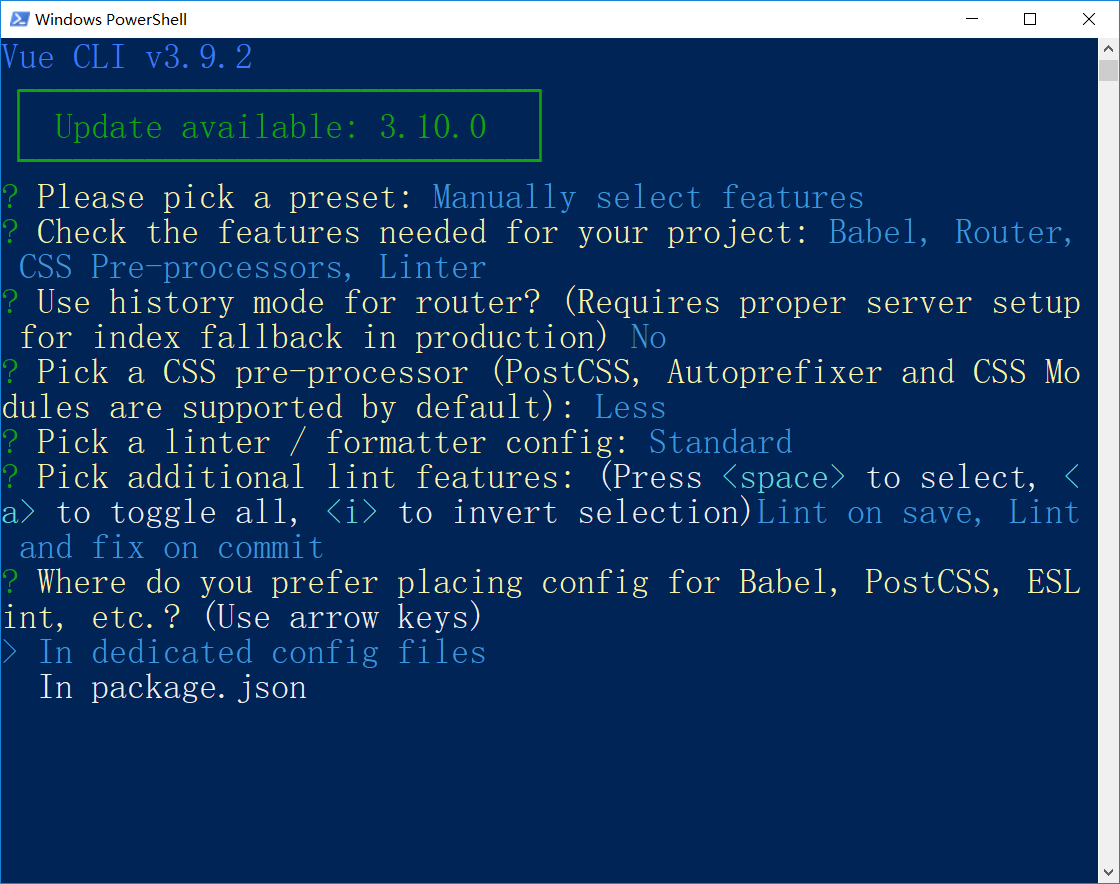 Windows PowerShell
Vue CLI v3.9.2
Update available: 3.10.0
? Please pick a preset: Manually select features
? Check the features needed for your project: Babel, Router,
CSS Pre-processors, Linter
? Use history mode for router? (Requires proper server setup
for index fallback in production) No
? Pick a CSS pre-processor (PostCSS, Autoprefixer and CSS Mo
dules are supported by default): Less
? Pick a linter / formatter config: Standard
? Pick additional lint features: (Press <space> to select, <
a> to toggle all, <i> to invert selection)Lint on save, Lint
and fix on commit
? Where do you prefer placing config for Babel, PostCSS, ESL
int, etc.? (Use arrow keys)
> In dedicated config files
In package.json